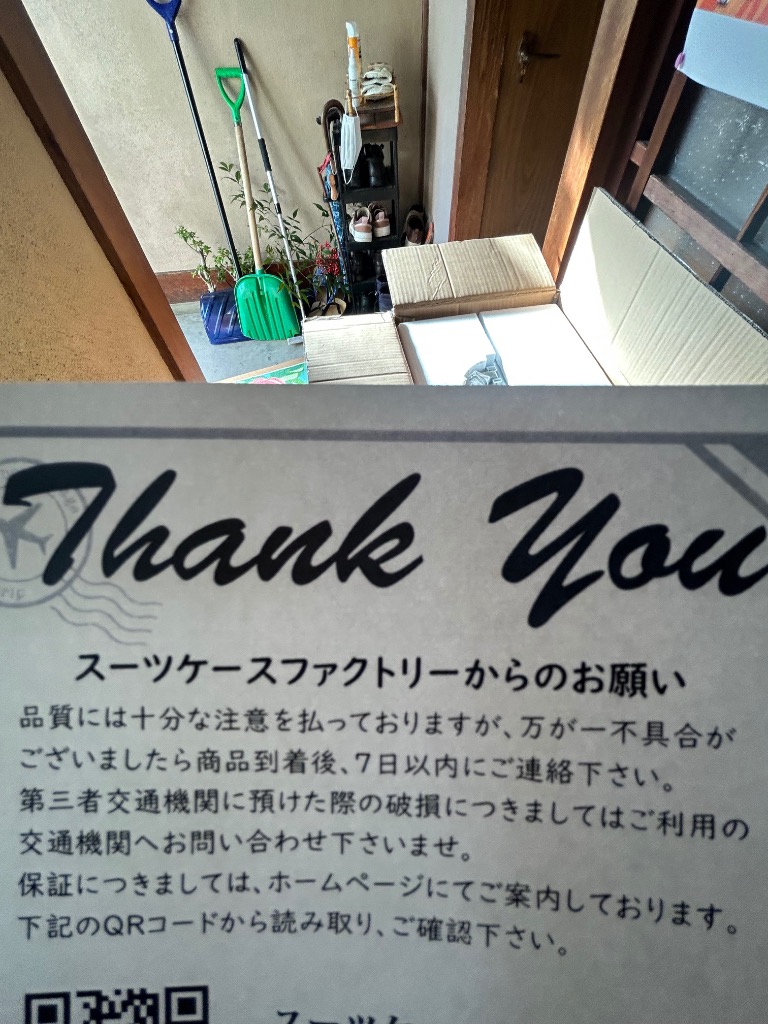 Thank You
スーツケースファクトリーからのお願い
品質には十分な注意を払っておりますが、万が一不具合が
ございましたら商品到着後、7日以内にご連絡下さい。
第三者交通機関に預けた際の破損につきましてはご利用の
交通機関へお問い合わせ下さいませ。
保証につきましては、ホームページにてご案内しております。
下記のQRコードから読み取り、ご確認下さい。
スーツケ